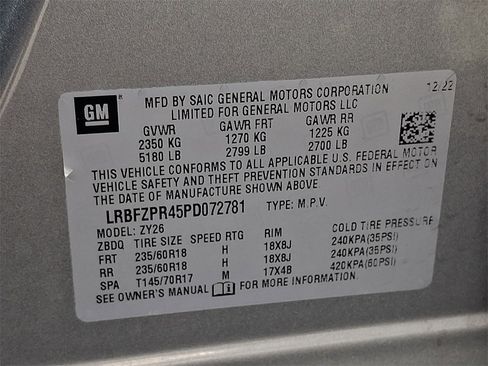 GM
MFD BY SAIC GENERAL MOTORS CORPORATION 12/22
LIMITED FOR GENERAL MOTORS LLC
GVWR GAWR FRT GAWR RR
2350 KG 1270 KG 1225 KG
5180 LB 2799 LB 2700 LB
THIS VEHICLE CONFORMS TO ALL APPLICABLE U.S. FEDERAL MOTOR
VEHICLE SAFETY AND THEFT PREVENTION STANDARDS IN EFFECT ON
THE DATE OF MANUFACTURE SHOWN ABOVE.
LRBFZPR45PD072781 TYPE: M.P.V.
MODEL: ZY26
ZBDQ TIRE SIZE SPEED RTG RIM COLD TIRE PRESSURE
FRT 235/60R18 H 18X8J 240KPA(35PSI)
RR 235/60R18 H 18X8J 240KPA(35PSI)
SPA T145/70R17 M 17X4B 420KPA(60PSI)
SEE OWNER'S MANUAL FOR MORE INFORMATION